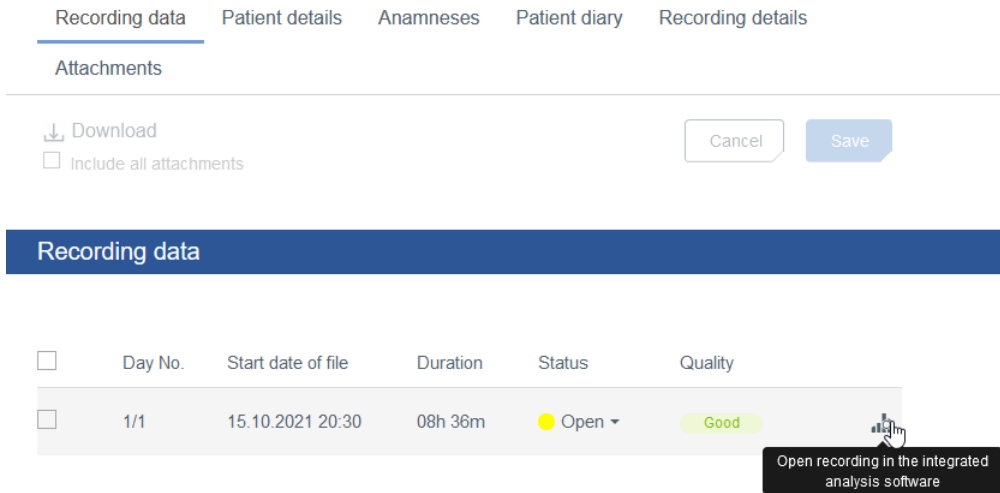 Recording data Patient details Anamneses Patient diary Recording details
Attachments
Download
Cancel Save
Include all attachments
Recording data
Day No. Start date of file Duration Status Quality
1/1 15.10.2021 20:30 08h 36m Open Good
Open recording in the integrated
analysis software